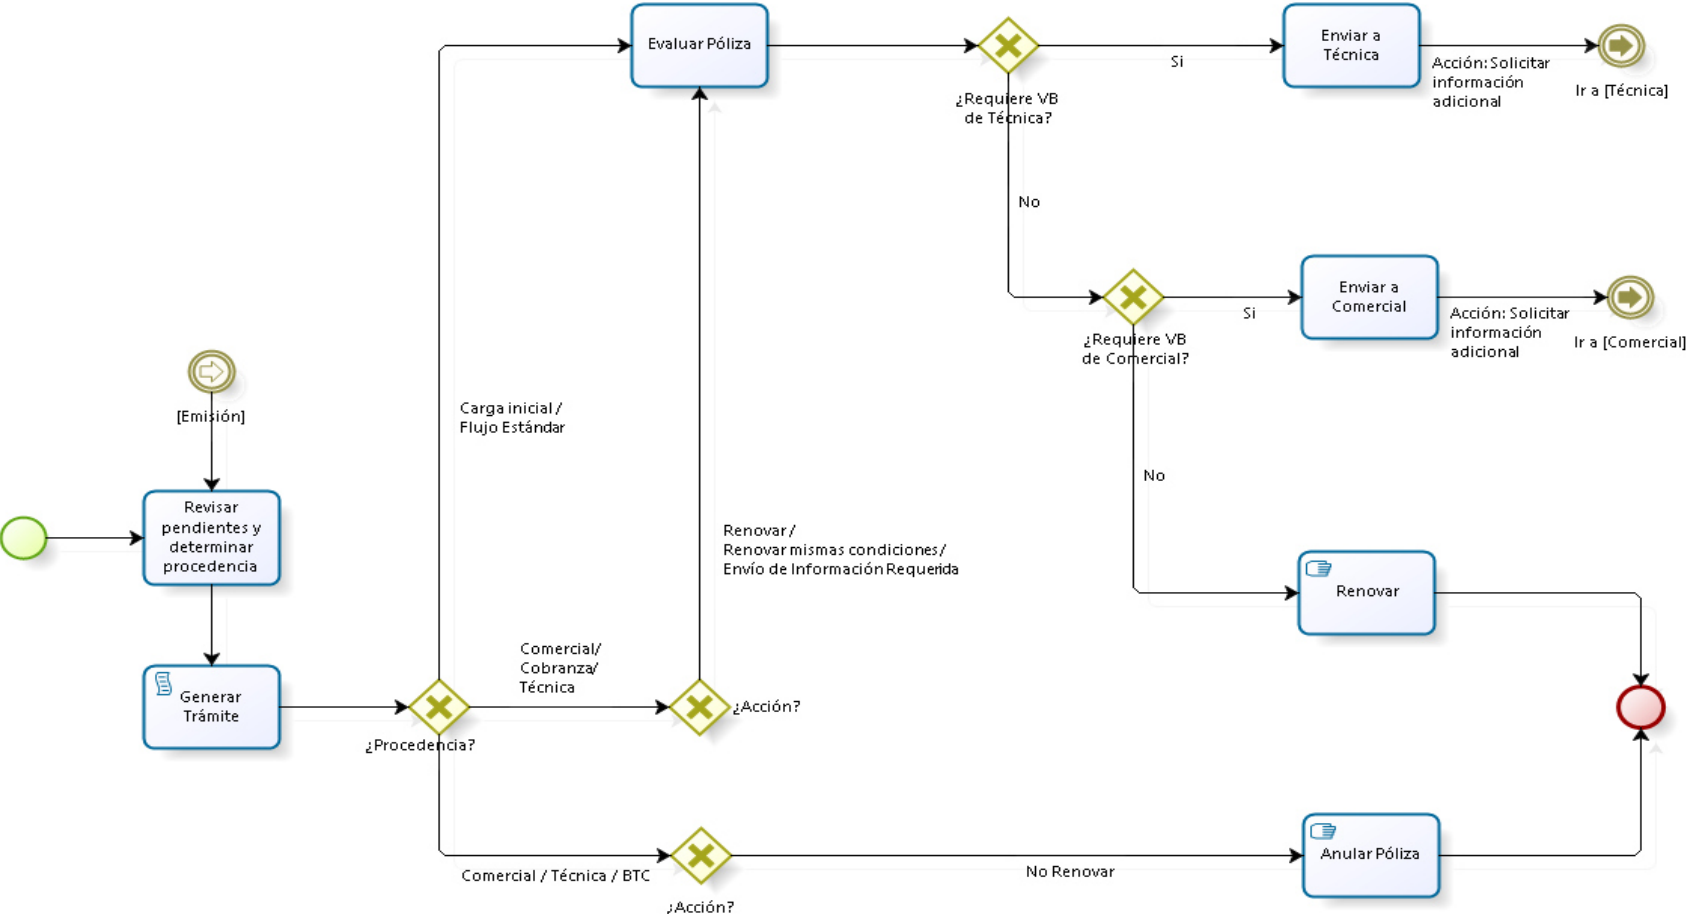 Evaluar Póliza
¿Requiere VB
de Técnica?
Si
Enviar a
Técnica
Acción: Solicitar
información
adicional
Ir a [Técnica]
No
¿Requiere VB
de Comercial?
Si
Enviar a
Comercial
Acción: Solicitar
información
adicional
Ir a [Comercial]
[Emisión]
Carga inicial /
Flujo Estándar
No
Revisar
pendientes y
determinar
procedencia
Renovar /
Renovar mismas condiciones/
Envío de Información Requerida
Renovar
Generar
Trámite
¿Procedencia?
Comercial/
Cobranza/
Técnica
¿Acción?
Comercial / Técnica / BTC
¿Acción?
No Renovar
Anular Póliza